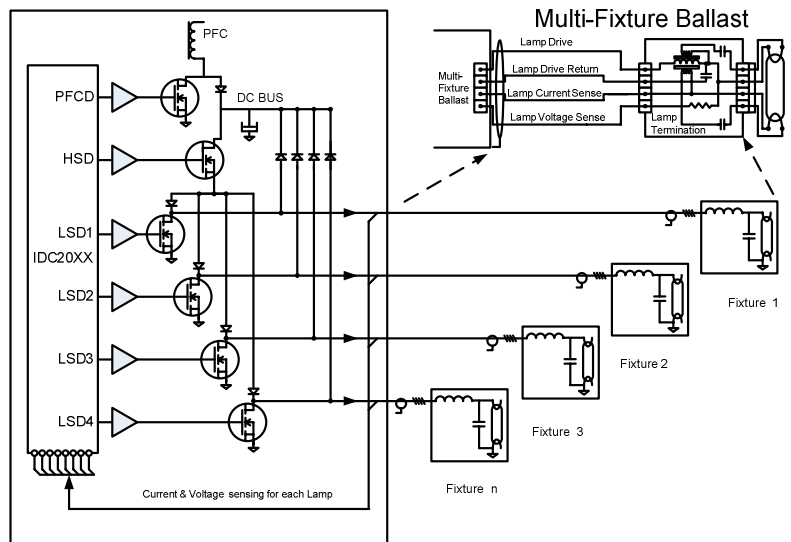 Multi-Fixture Ballast
PFC
PFCD
DC BUS
HSD
LSD1
IDC20XX
LSD2
LSD3
LSD4
Current & Voltage sensing for each Lamp
Multi-
Fixture
Ballast
Lamp Drive
Lamp Drive Return
Lamp Current Sense
Lamp Voltage Sense
Lamp
Termination
Fixture 1
Fixture 2
Fixture 3
Fixture n